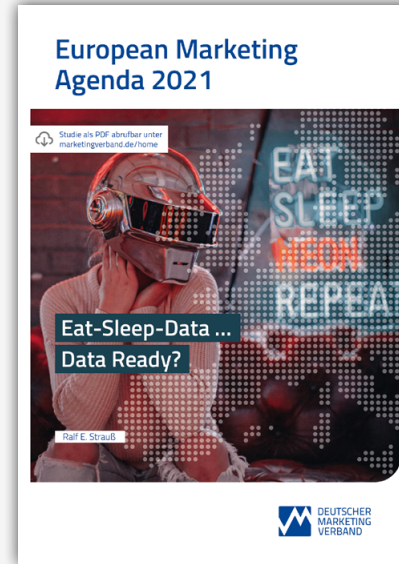 European Marketing
Agenda 2021
Studie als PDF abrufbar unter
marketingverband.de/home
EAT
SLEEP
NEON
REPEA
Eat-Sleep-Data ...
Data Ready?
Ralf E. Strauß
DEUTSCHER
MARKETING
VERBAND